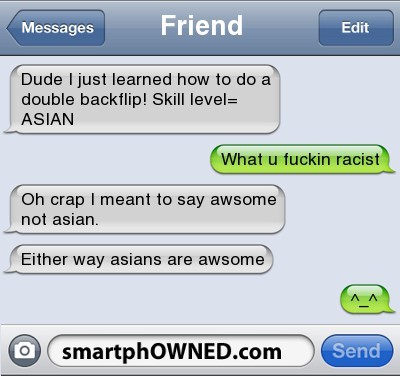 Messages
Friend
Edit
Dude I just learned how to do a
double backflip! Skill level=
ASIAN
What u fuckin racist
Oh crap I meant to say awsome
not asian.
Either way asians are awsome
^_^
smartphOWNED.com
Send